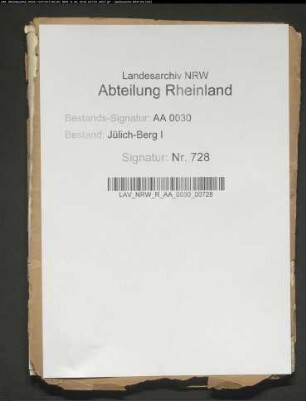 Landesarchiv NRW
Abteilung Rheinland
Bestands-Signatur: AA 0030
Bestand: Jülich-Berg I
Signatur: Nr. 728
LAV_NRW_R_AA_0030_00728